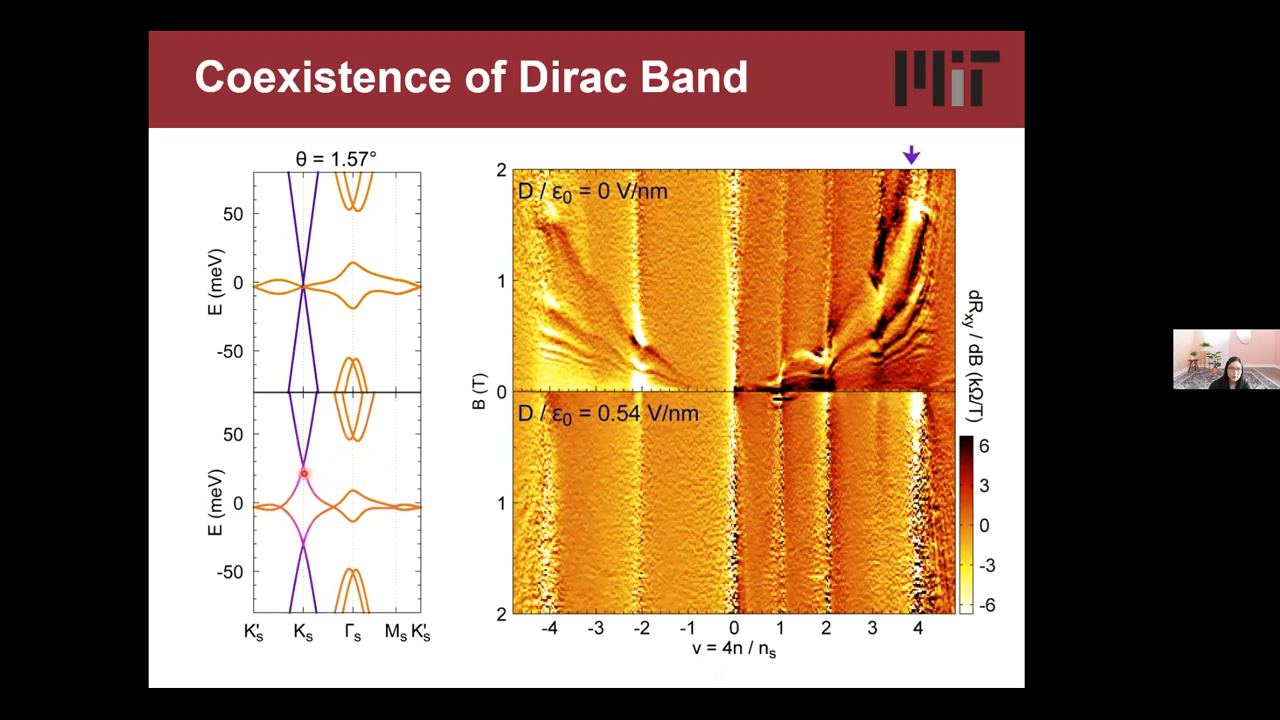 Coexistence of Dirac Band
MIT
θ = 1.57°
50
0
-50
E (meV)
50
0
-50
E (meV)
K's Ks Γs Ms K's
D / ε0 = 0 V/nm
D / ε0 = 0.54 V/nm
2
1
0
1
2
B (T)
-4 -3 -2 -1 0 1 2 3 4
v = 4n / ns
dRxy / dB (kΩ/T)
6
3
0
-3
-6